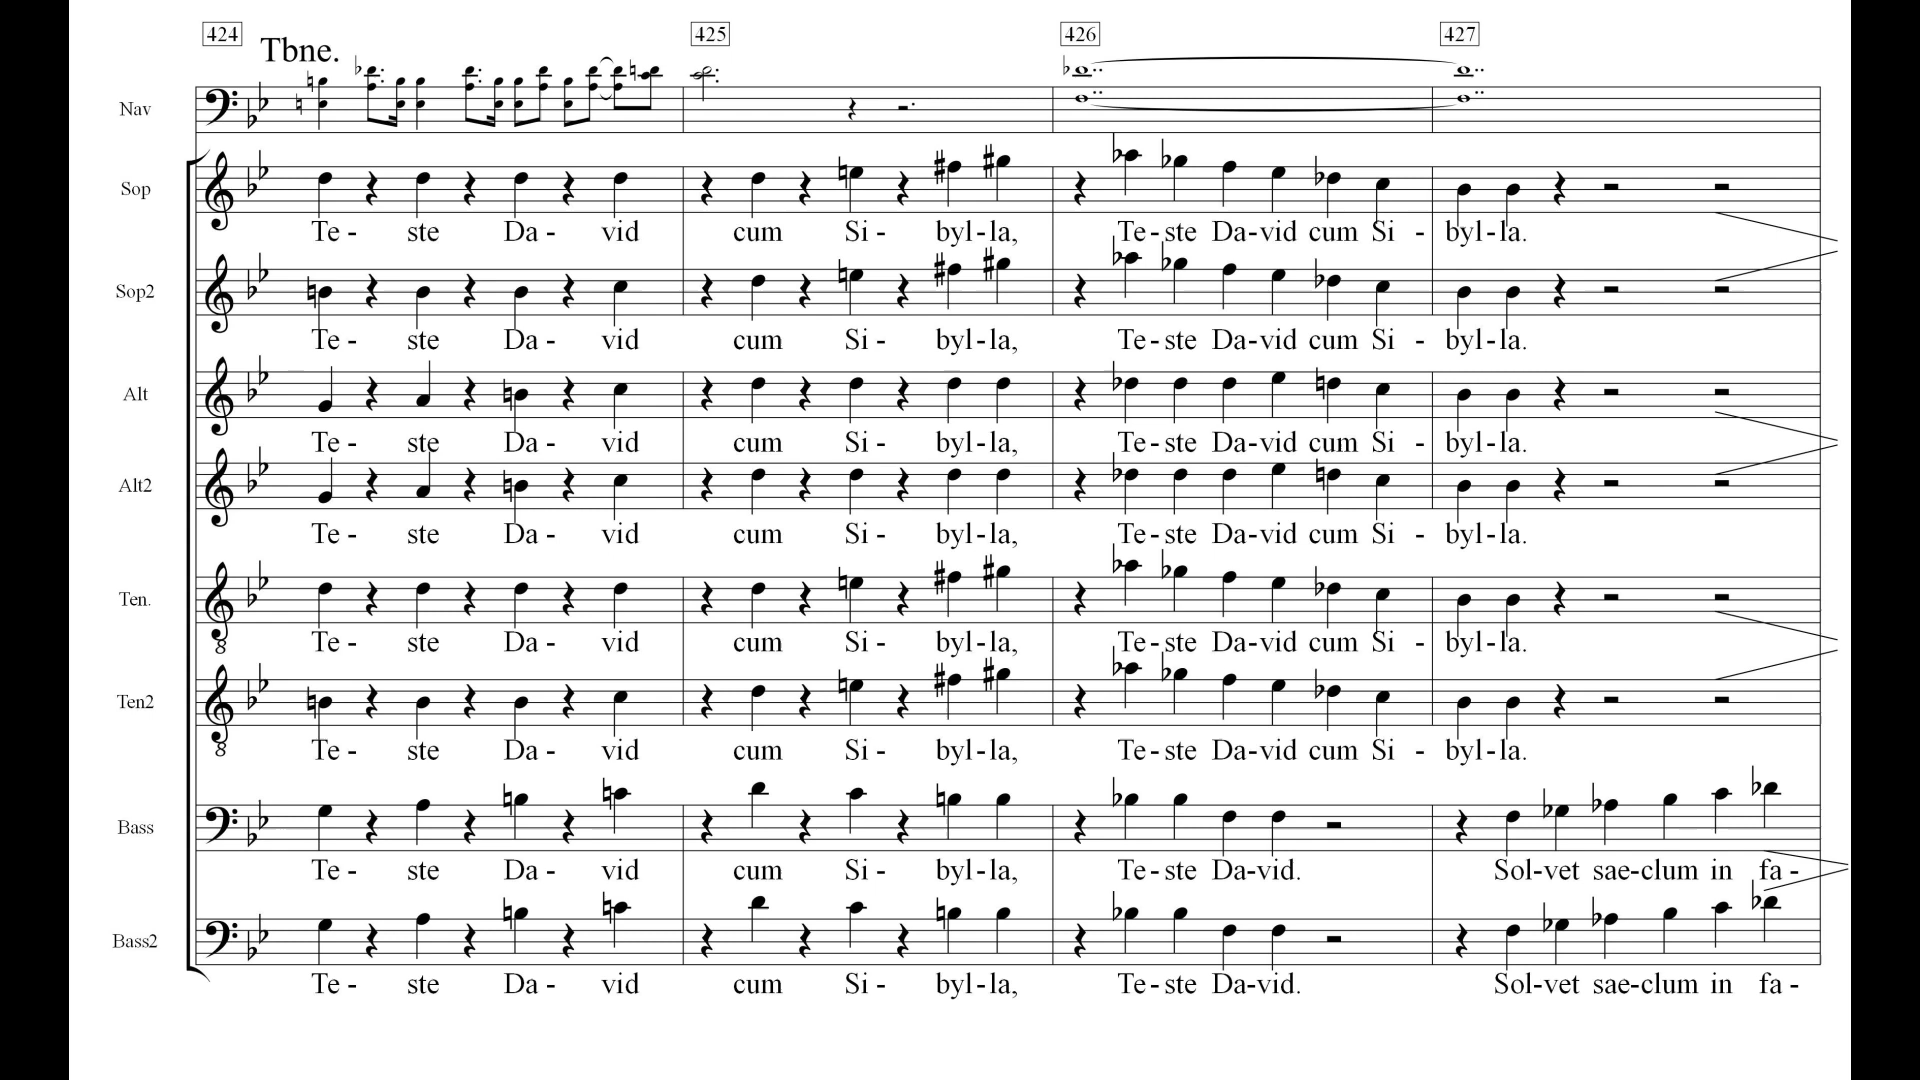 424 425 426 427
Tbne.
Nav
Sop
Te - ste Da - vid cum Si - byl - la, Te - ste Da - vid cum Si - byl - la.
Sop2
Te - ste Da - vid cum Si - byl - la, Te - ste Da - vid cum Si - byl - la.
Alt
Te - ste Da - vid cum Si - byl - la, Te - ste Da - vid cum Si - byl - la.
Alt2
Te - ste Da - vid cum Si - byl - la, Te - ste Da - vid cum Si - byl - la.
Ten.
8
Te - ste Da - vid cum Si - byl - la, Te - ste Da - vid cum Si - byl - la.
Ten2
8
Te - ste Da - vid cum Si - byl - la, Te - ste Da - vid cum Si - byl - la.
Bass
Te - ste Da - vid cum Si - byl - la, Te - ste Da - vid. Sol - vet sae - clum in fa -
Bass2
Te - ste Da - vid cum Si - byl - la, Te - ste Da - vid. Sol - vet sae - clum in fa -